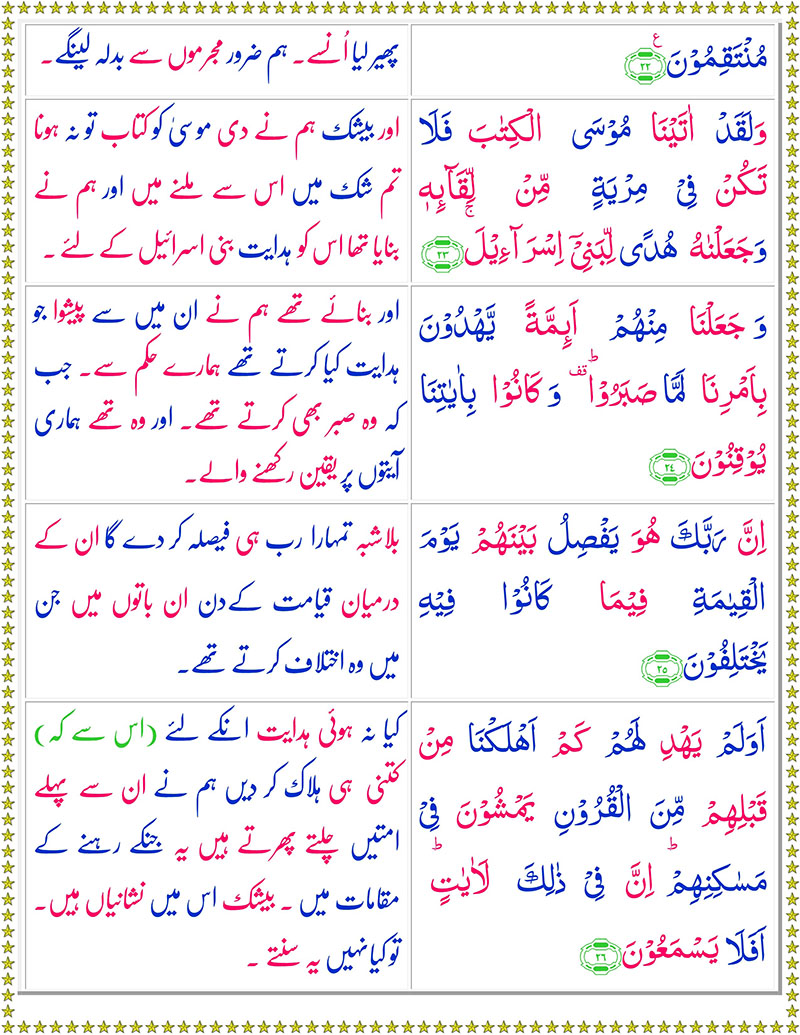 مُنْتَقِمُوْنَ ع ۲۲
پھیر لیا اُنسے۔ ہم ضرور مجرموں سے بدلہ لینگے۔
وَلَقَدْ اٰتَيْنَا مُوْسَى الْكِتٰبَ فَلَا
تَكُنْ فِىْ مِرْيَةٍ مِّنْ لِّقَآئِهٖ
وَجَعَلْنٰهُ هُدًى لِّبَنِىْٓ اِسْرَآءِيْلَ ۚ ۲۳
اور بیشک ہم نے دی موسیٰ کو کتاب تو نہ ہونا
تم شک میں اس سے ملنے میں اور ہم نے
بنایا تھا اس کو ہدایت بنی اسرائیل کے لئے ۔
وَ جَعَلْنَا مِنْهُمْ اَىِٕمَّةً يَّهْدُوْنَ
بِاَمْرِنَا لَمَّا صَبَرُوْا ؕ قف وَ كَانُوْا بِاٰيٰتِنَا
يُوْقِنُوْنَ ۲۴
اور بنائے تھے ہم نے ان میں سے پیشوا جو
ہدایت کیا کرتے تھے ہمارے حکم سے۔ جب
کہ وہ صبر بھی کرتے تھے۔ اور وہ تھے ہماری
آیتوں پر یقین رکھنے والے۔
اِنَّ رَبَّكَ هُوَ يَفْصِلُ بَيْنَهُمْ يَوْمَ
الْقِيٰمَةِ فِيْمَا كَانُوْا فِيْهِ
يَخْتَلِفُوْنَ ۲۵
بلاشبہ تمہارا رب ہی فیصلہ کر دے گا ان کے
درمیان قیامت کے دن ان باتوں میں جن
میں وہ اختلاف کرتے تھے۔
اَوَلَمْ يَهْدِ لَهُمْ كَمْ اَهْلَكْنَا مِنْ
قَبْلِهِمْ مِّنَ الْقُرُوْنِ يَمْشُوْنَ فِىْ
مَسٰكِنِهِمْ ؕ اِنَّ فِىْ ذٰلِكَ لَاٰيٰتٍ ؕ
اَفَلَا يَسْمَعُوْنَ ۲۶
کیا نہ ہوئی ہدایت انکے لئے (اس سے کہ)
کتنی ہی ہلاک کر دیں ہم نے ان سے پہلے
امتیں چلتے پھرتے ہیں یہ جنکے رہنے کے
مقامات میں ۔ بیشک اس میں نشانیاں ہیں۔
تو کیا نہیں یہ سنتے ۔